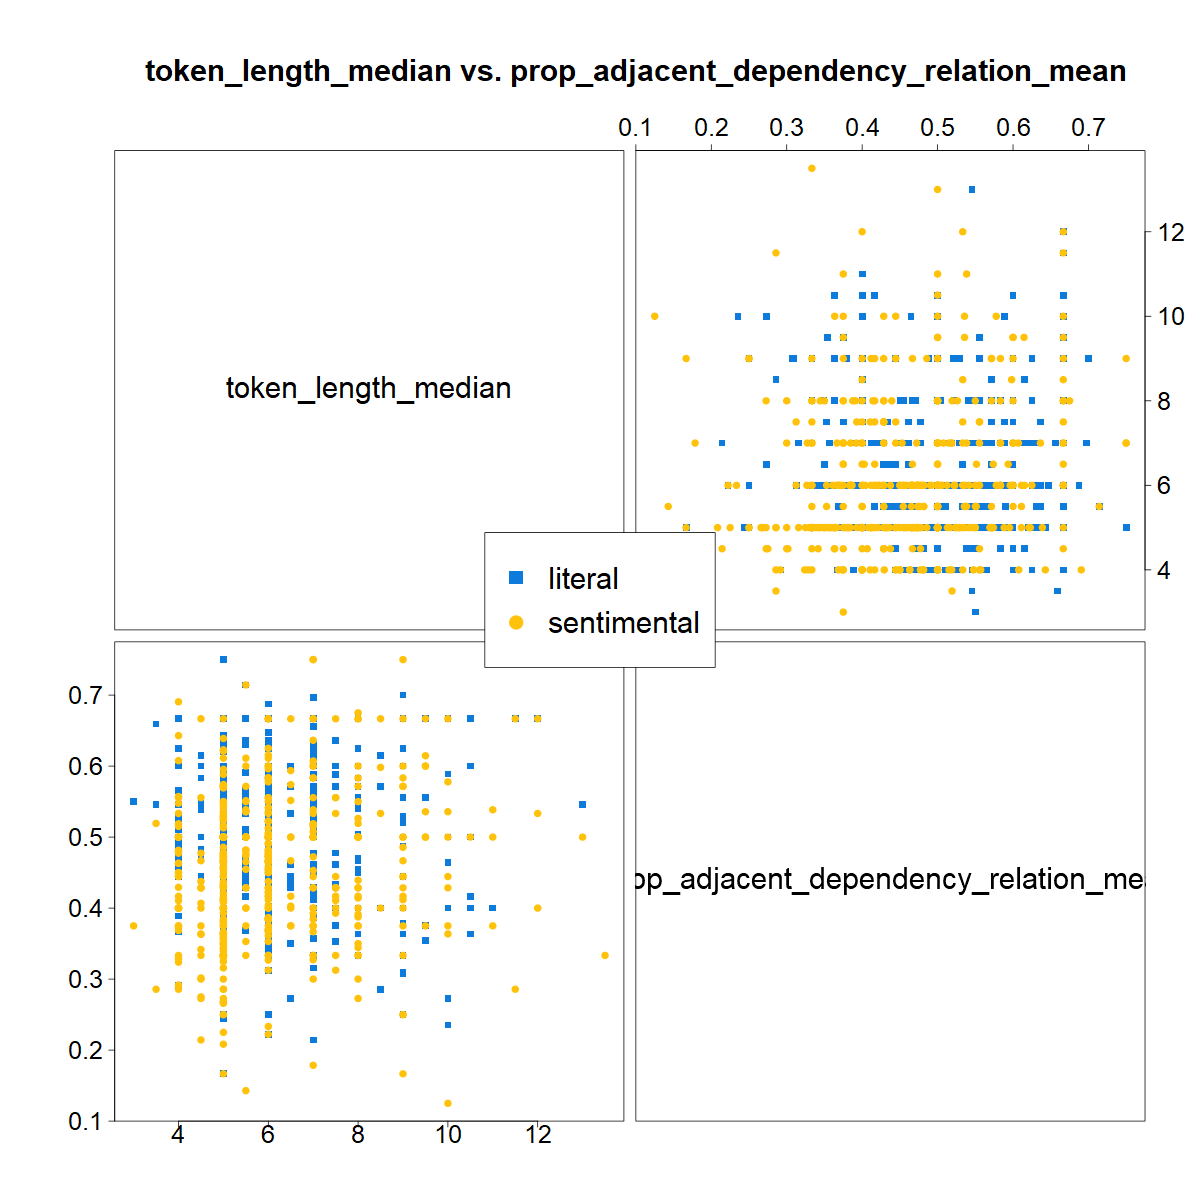 token_length_median vs. prop_adjacent_dependency_relation_mean
0.1 0.2 0.3 0.4 0.5 0.6 0.7
token_length_median
12
10
8
6
4
literal
sentimental
0.7
0.6
0.5
0.4
0.3
0.2
0.1
op_adjacent_dependency_relation_me
4 6 8 10 12